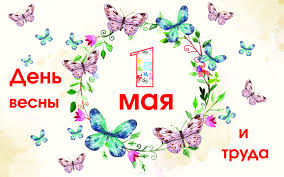 1
День мая и
весны труда